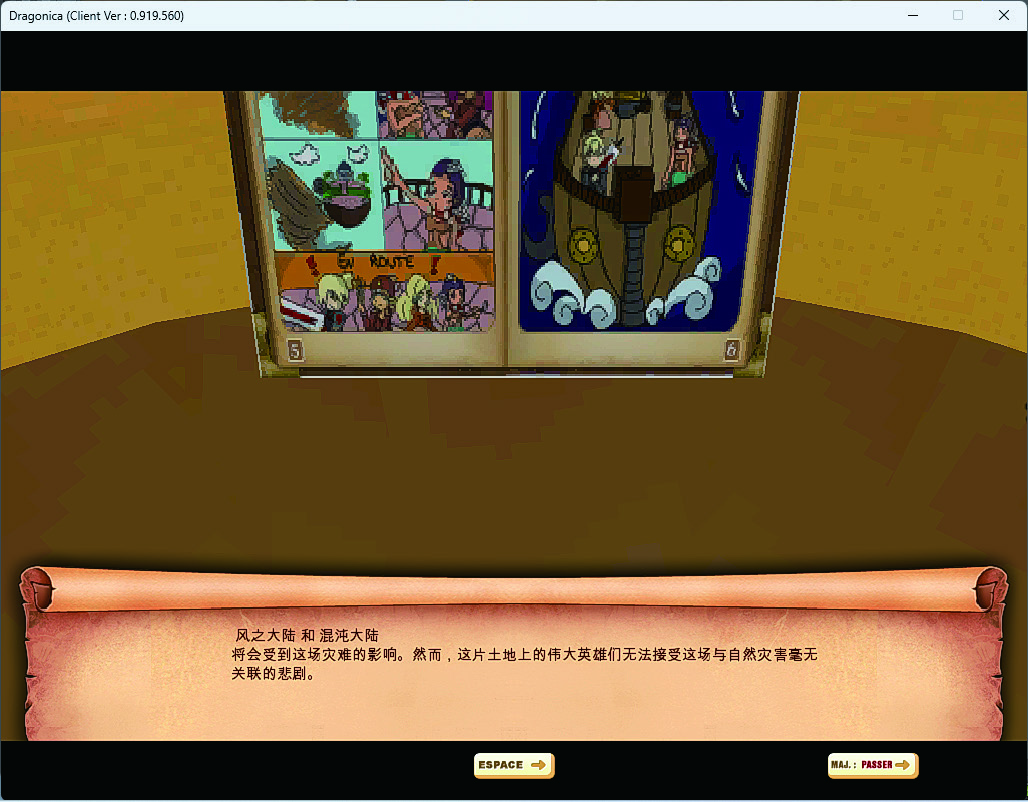 Dragonica (Client Ver : 0.919.560)
! EN ROUTE !
5
6
风之大陆 和 混沌大陆
将会受到这场灾难的影响。然而，这片土地上的伟大英雄们无法接受这场与自然灾害毫无
关联的悲剧。
ESPACE
MAJ. : PASSER